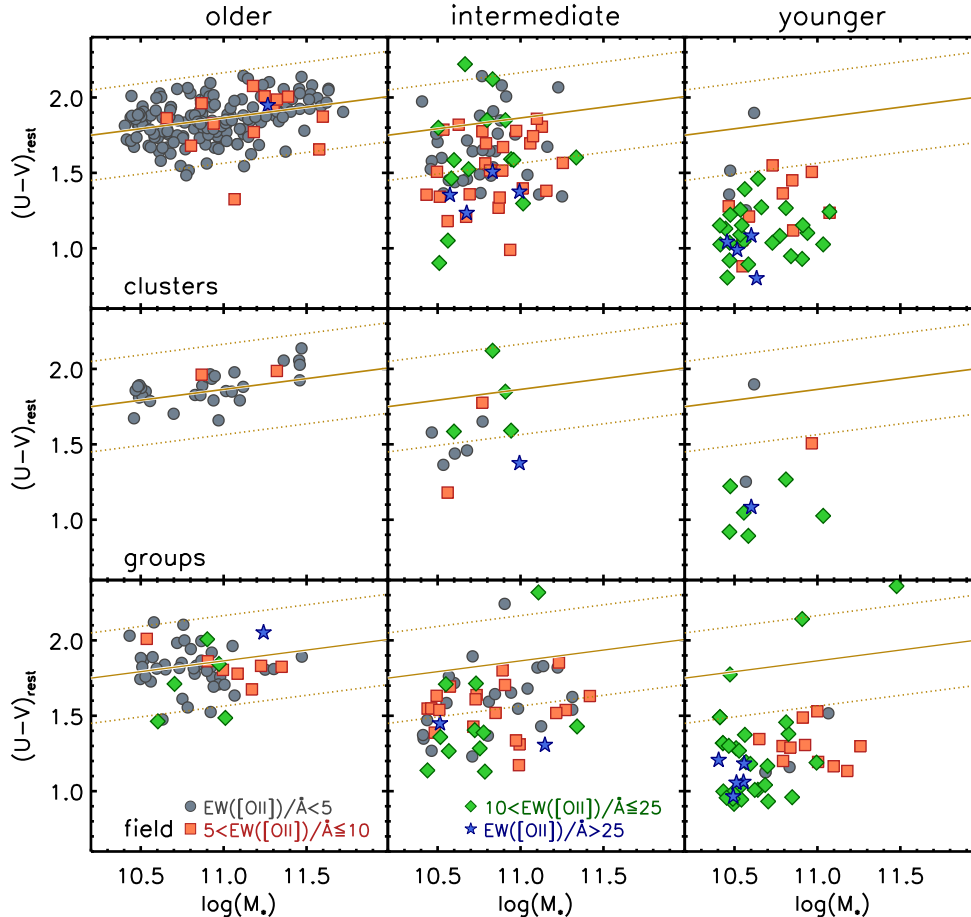 older intermediate younger
2.0
1.5
1.0
(U−V)rest
clusters
2.0
1.5
1.0
(U−V)rest
groups
2.0
1.5
1.0
(U−V)rest
field
EW([OII])/Å<5
5<EW([OII])/Å≦10
10<EW([OII])/Å≦25
EW([OII])/Å>25
10.5 11.0 11.5 10.5 11.0 11.5 10.5 11.0 11.5
log(M*) log(M*) log(M*)